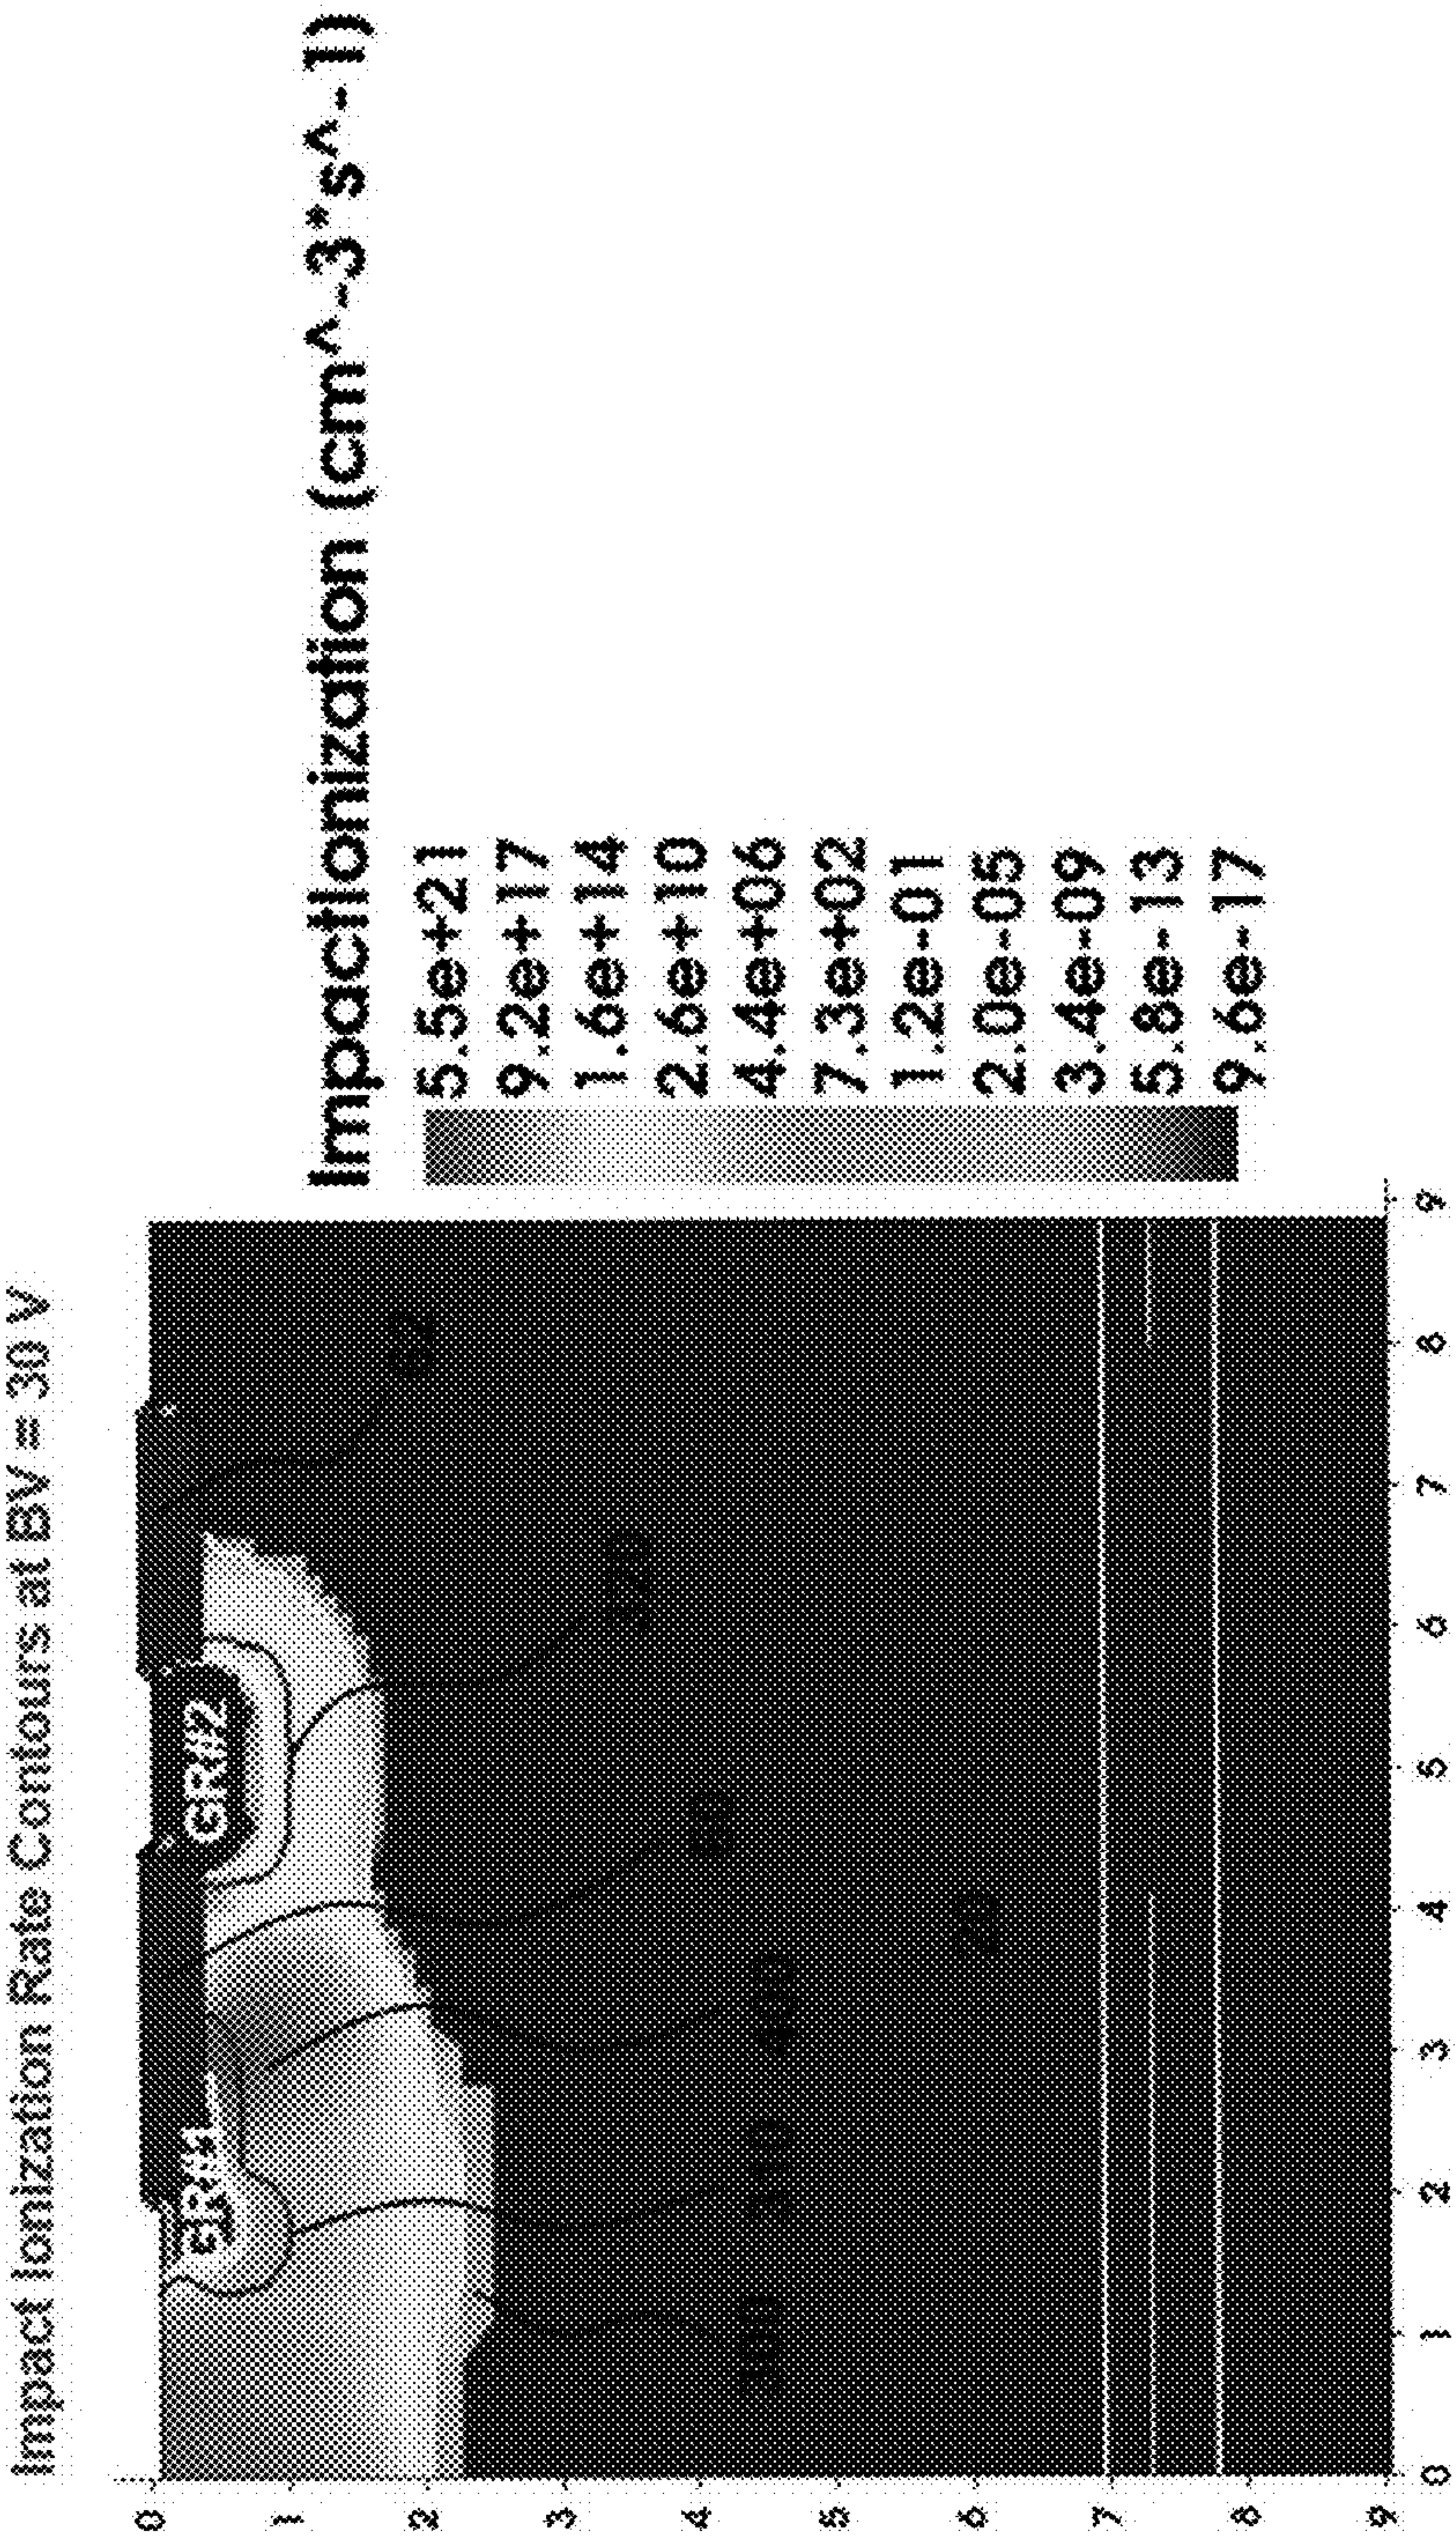 Impact Ionization Rate Contours at BV = 30 V
ImpactIonization (cm^-3*s^-1)
5.5e+21
9.2e+17
1.6e+14
2.6e+10
4.4e+06
7.3e+02
1.2e-01
2.0e-05
3.4e-09
5.8e-13
9.6e-17
GR#1
GR#2
0
1
2
3
4
5
6
7
8
9
0
1
2
3
4
5
6
7
8
9